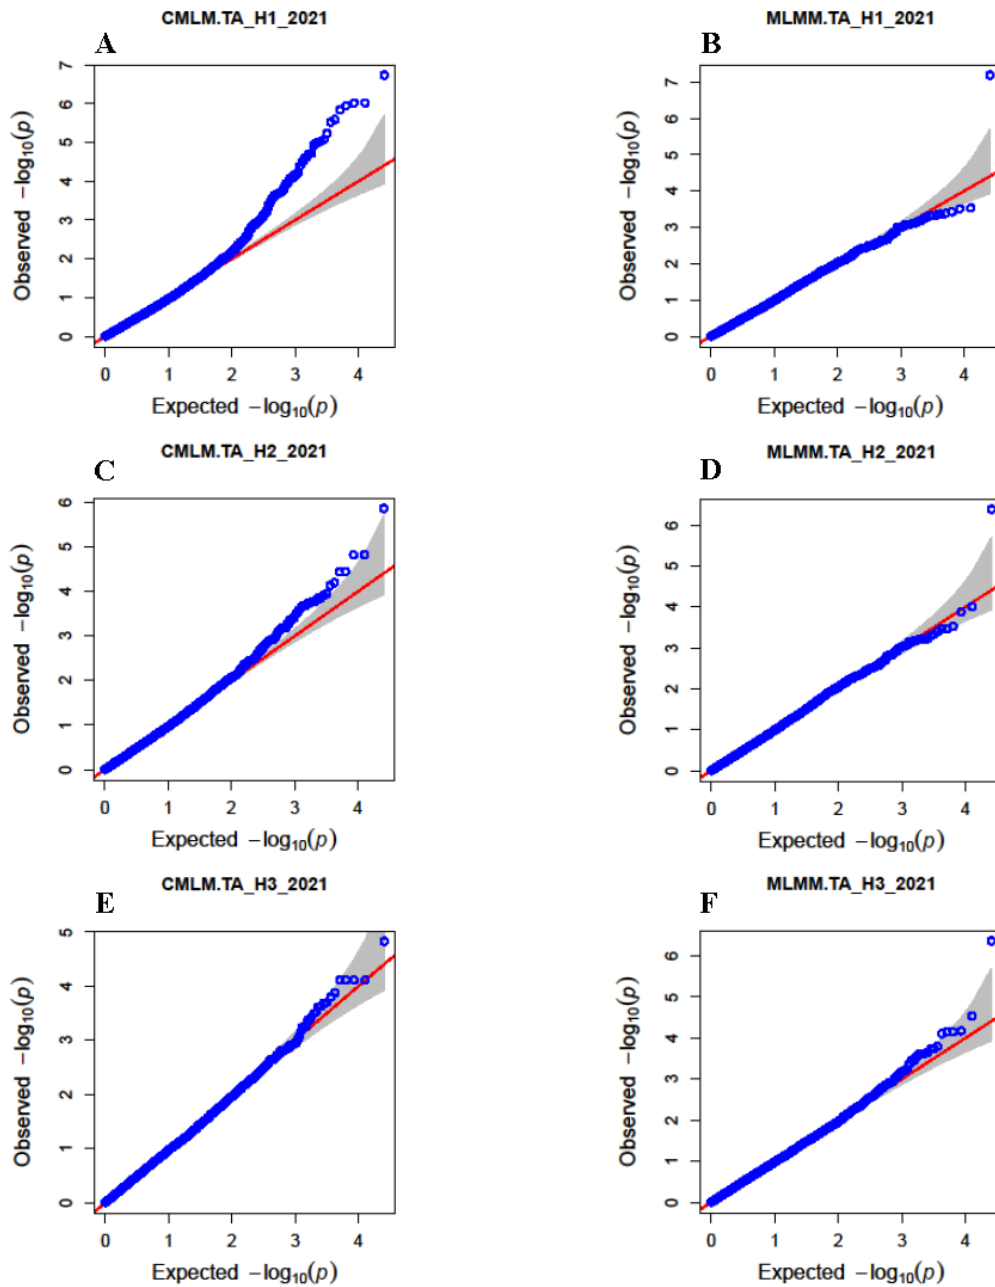 CMLM.TA_H1_2021
A
7
6
5
4
3
2
1
0
Observed −log₁₀(p)
0 1 2 3 4
Expected −log₁₀(p)
MLMM.TA_H1_2021
B
7
6
5
4
3
2
1
0
Observed −log₁₀(p)
0 1 2 3 4
Expected −log₁₀(p)
CMLM.TA_H2_2021
C
6
5
4
3
2
1
0
Observed −log₁₀(p)
0 1 2 3 4
Expected −log₁₀(p)
MLMM.TA_H2_2021
D
6
5
4
3
2
1
0
Observed −log₁₀(p)
0 1 2 3 4
Expected −log₁₀(p)
CMLM.TA_H3_2021
E
5
4
3
2
1
0
Observed −log₁₀(p)
0 1 2 3 4
Expected −log₁₀(p)
MLMM.TA_H3_2021
F
6
5
4
3
2
1
0
Observed −log₁₀(p)
0 1 2 3 4
Expected −log₁₀(p)